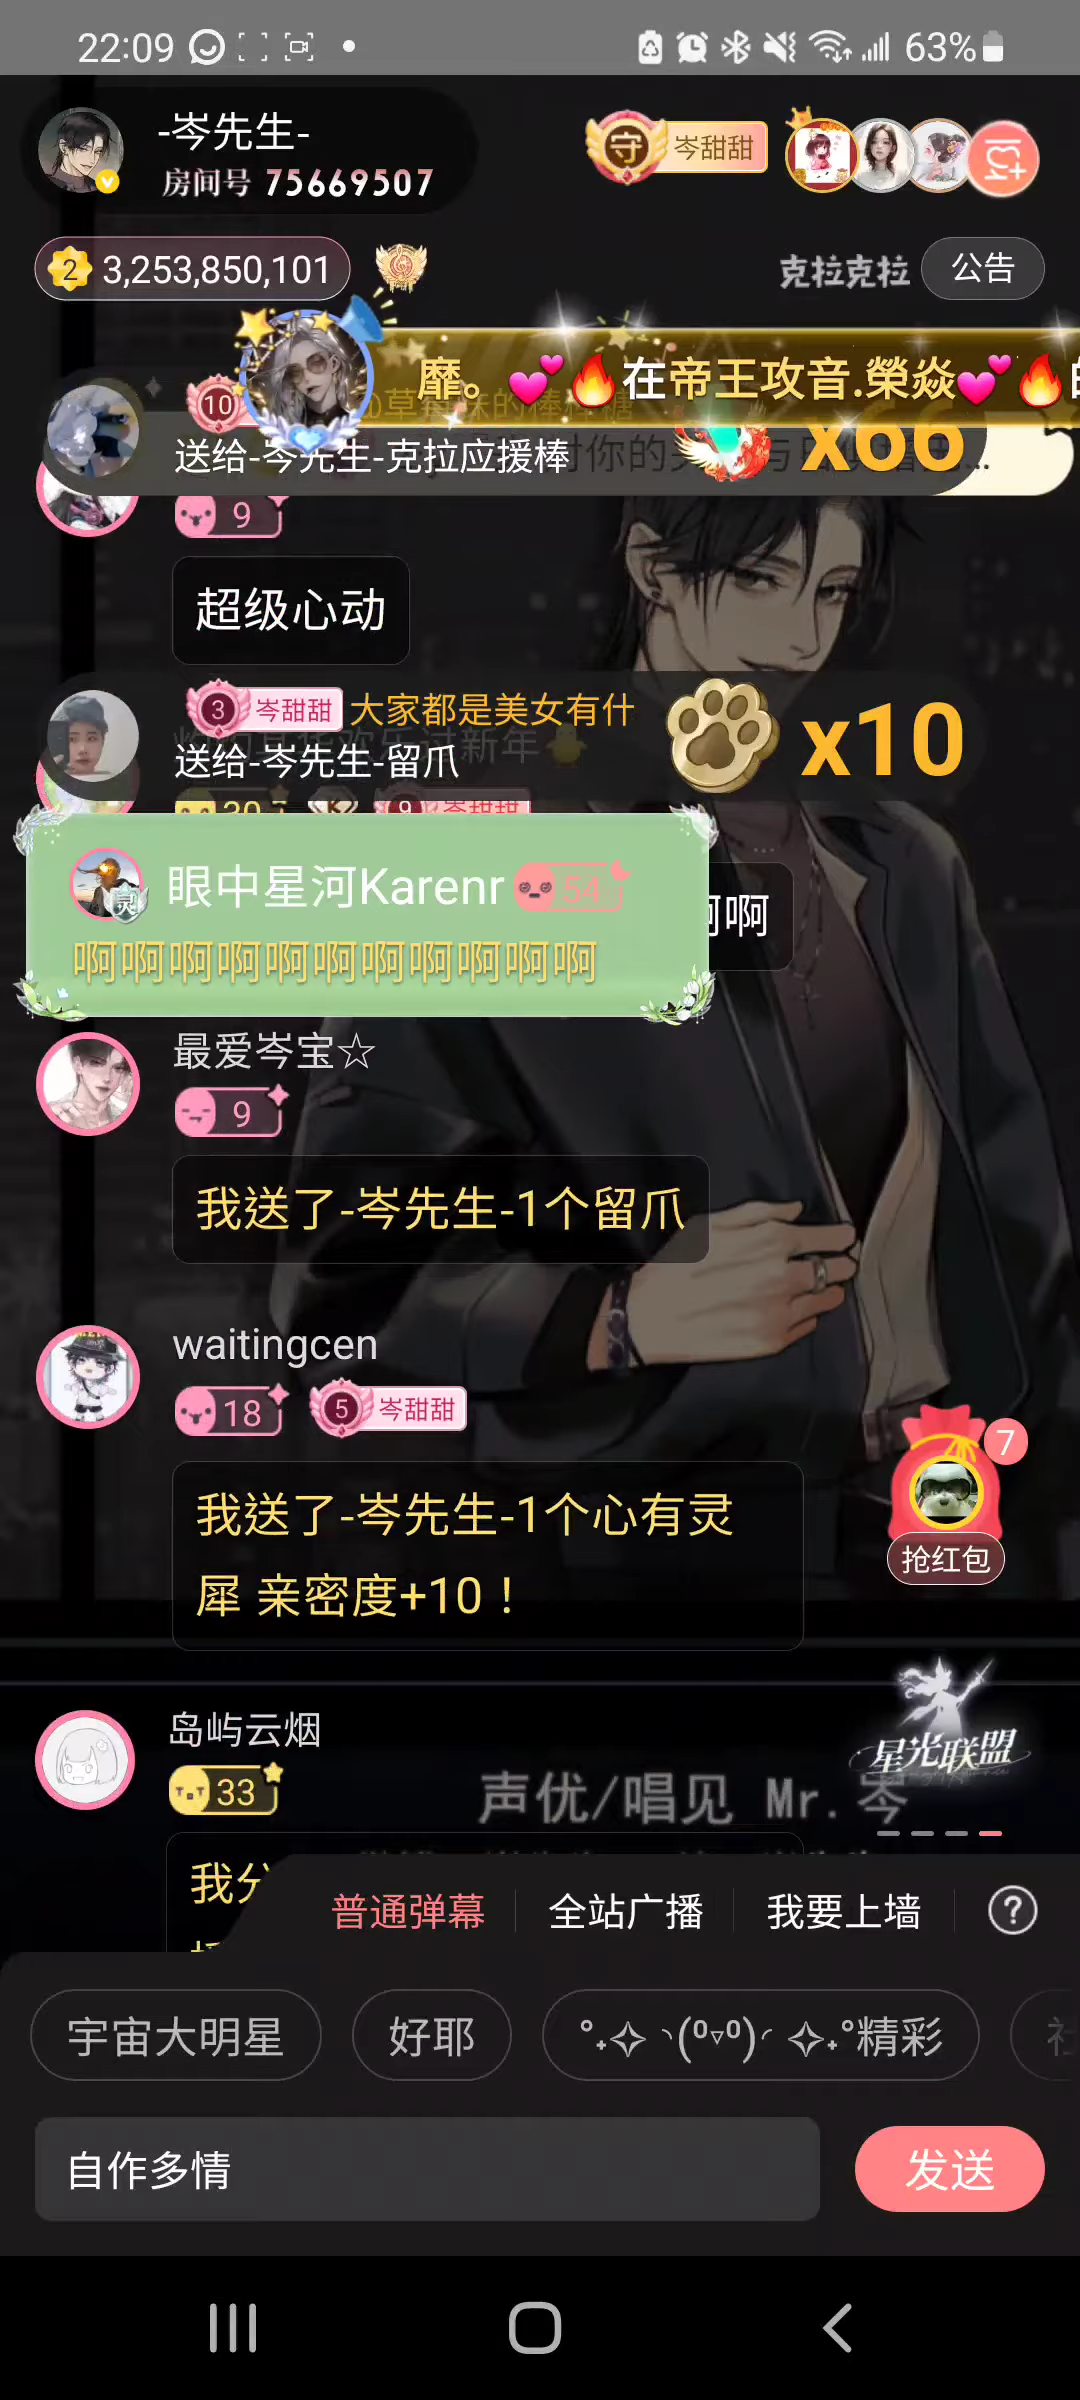 22:09
63%
-岑先生-
房间号 75669507
守 岑甜甜
2 3,253,850,101
克拉克拉
公告
靡。💕🔥在帝王攻音.榮焱💕🔥的
10
送给-岑先生-克拉应援棒
x66
9
超级心动
3 岑甜甜 大家都是美女有什
送给-岑先生-留爪
x10
眼中星河Karenr 54
啊啊啊啊啊啊啊啊啊啊啊
啊啊
最爱岑宝☆
9
我送了-岑先生-1个留爪
waitingcen
18 5 岑甜甜
我送了-岑先生-1个心有灵
犀 亲密度+10！
7
抢红包
星光联盟
岛屿云烟
33
声优/唱见 Mr.岑
我分
普通弹幕 全站广播 我要上墙 ?
宇宙大明星 好耶 °˖✧◝(⁰▿⁰)◜✧˖°精彩
自作多情 发送